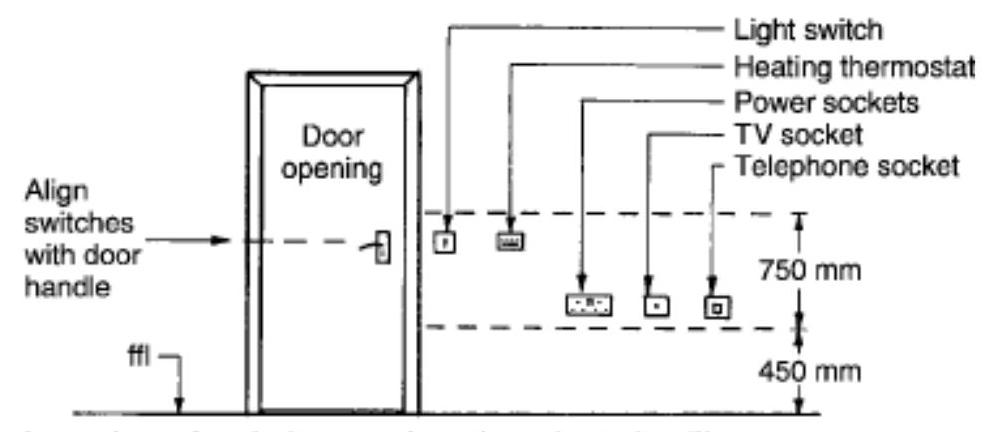 Light switch
Heating thermostat
Power sockets
TV socket
Telephone socket
Door
opening
Align
switches
with door
handle
750 mm
ffl
450 mm